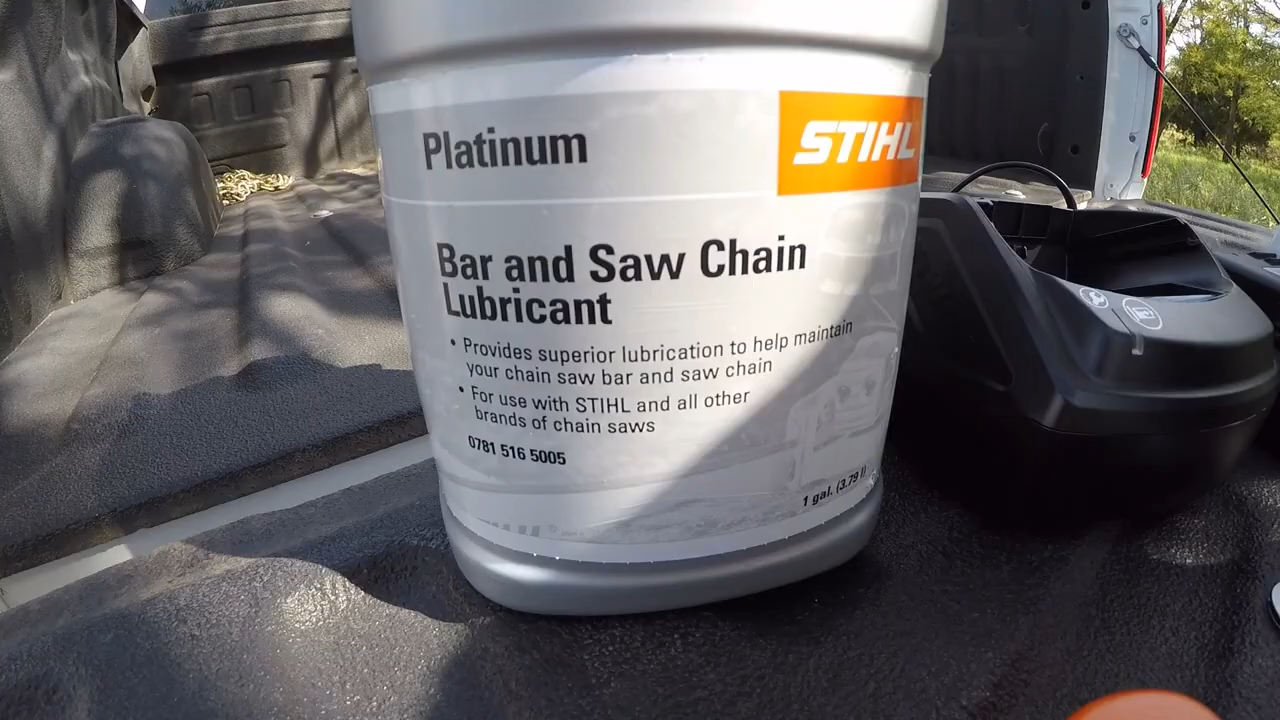 Platinum
STIHL
Bar and Saw Chain
Lubricant
• Provides superior lubrication to help maintain
your chain saw bar and saw chain
• For use with STIHL and all other
brands of chain saws
0781 516 5005
1 gal. (3.79 l)